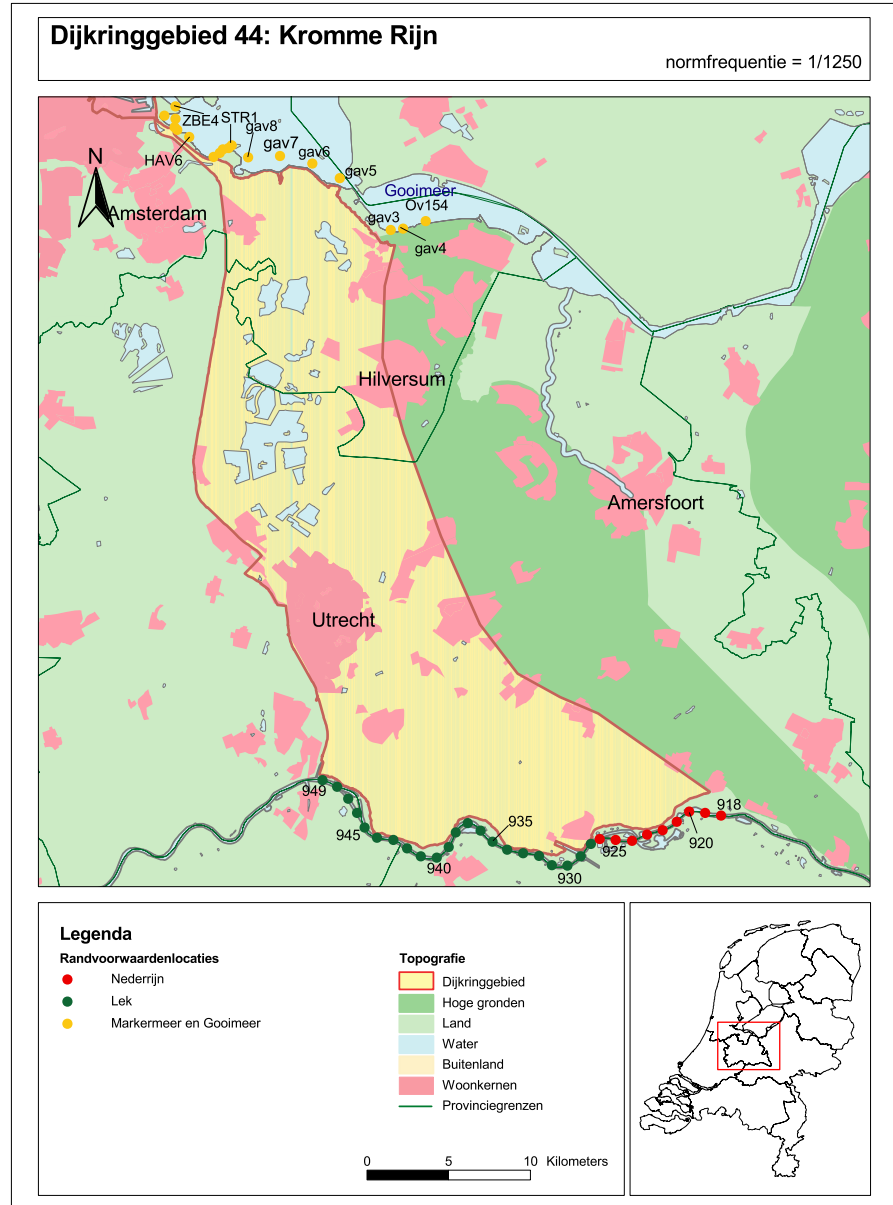 Dijkringgebied 44: Kromme Rijn
normfrequentie = 1/1250
ZBE4
STR1
gav8
gav7
gav6
HAV6
gav5
N
Gooimeer
Ov154
Amsterdam
gav3
gav4
Hilversum
Amersfoort
Utrecht
949
945
940
935
930
925
920
918
Legenda
Randvoorwaardenlocaties
Nederrijn
Lek
Markermeer en Gooimeer
Topografie
Dijkringgebied
Hoge gronden
Land
Water
Buitenland
Woonkernen
Provinciegrenzen
0 5 10 Kilometers